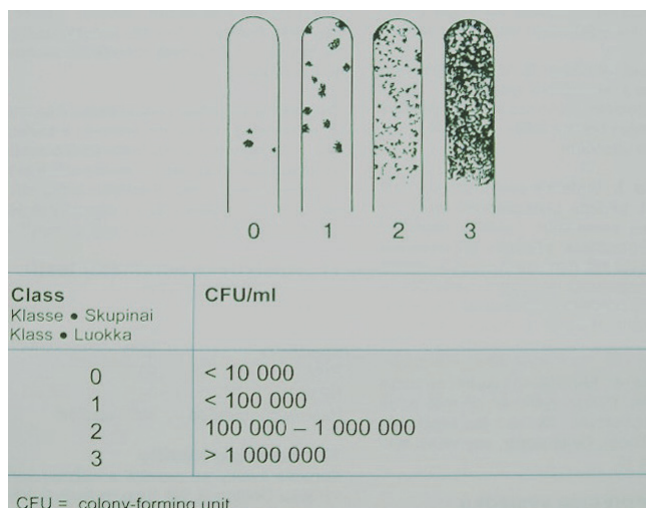 0 1 2 3
Class CFU/ml
Klasse • Skupinai
Klass • Luokka
0 < 10 000
1 < 100 000
2 100 000 – 1 000 000
3 > 1 000 000
CFU = colony-forming unit